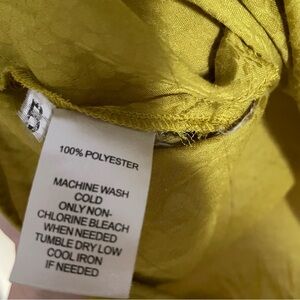 100% POLYESTER
MACHINE WASH
COLD
ONLY NON-
CHLORINE BLEACH
WHEN NEEDED
TUMBLE DRY LOW
COOL IRON
IF NEEDED